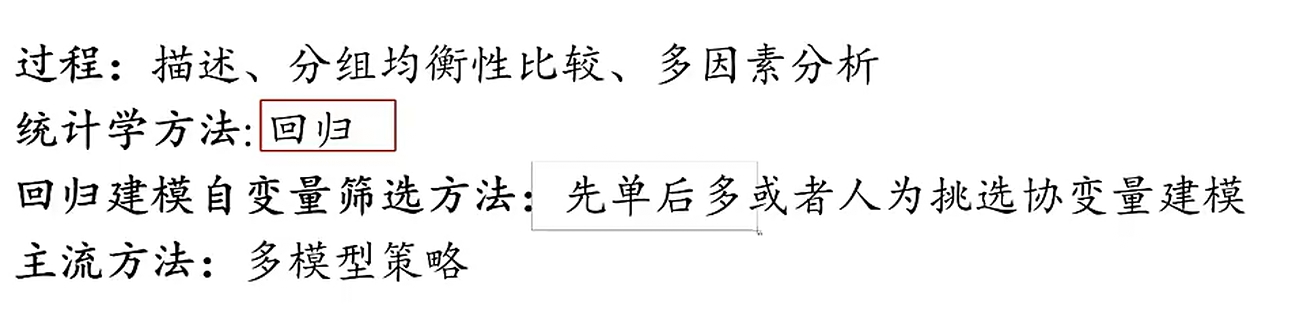 过程：描述、分组均衡性比较、多因素分析
统计学方法:回归
回归建模自变量筛选方法：先单后多或者人为挑选协变量建模
主流方法：多模型策略